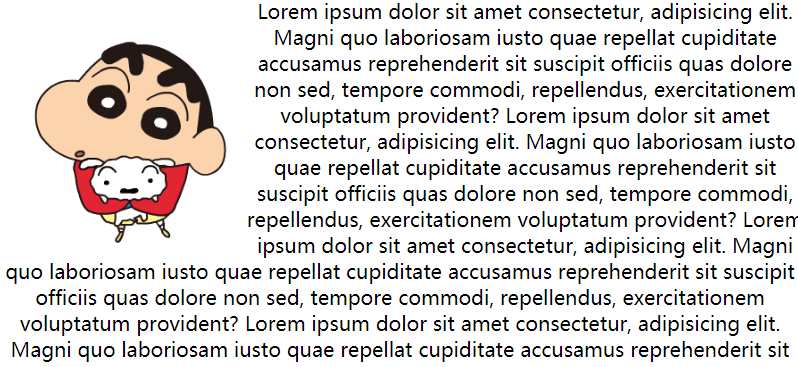 Lorem ipsum dolor sit amet consectetur, adipisicing elit.
Magni quo laboriosam iusto quae repellat cupiditate
accusamus reprehenderit sit suscipit officiis quas dolore
non sed, tempore commodi, repellendus, exercitationem
voluptatum provident? Lorem ipsum dolor sit amet
consectetur, adipisicing elit. Magni quo laboriosam iusto
quae repellat cupiditate accusamus reprehenderit sit
suscipit officiis quas dolore non sed, tempore commodi,
repellendus, exercitationem voluptatum provident? Lorem
ipsum dolor sit amet consectetur, adipisicing elit. Magni
quo laboriosam iusto quae repellat cupiditate accusamus reprehenderit sit suscipit
officiis quas dolore non sed, tempore commodi, repellendus, exercitationem
voluptatum provident? Lorem ipsum dolor sit amet consectetur, adipisicing elit.
Magni quo laboriosam iusto quae repellat cupiditate accusamus reprehenderit sit